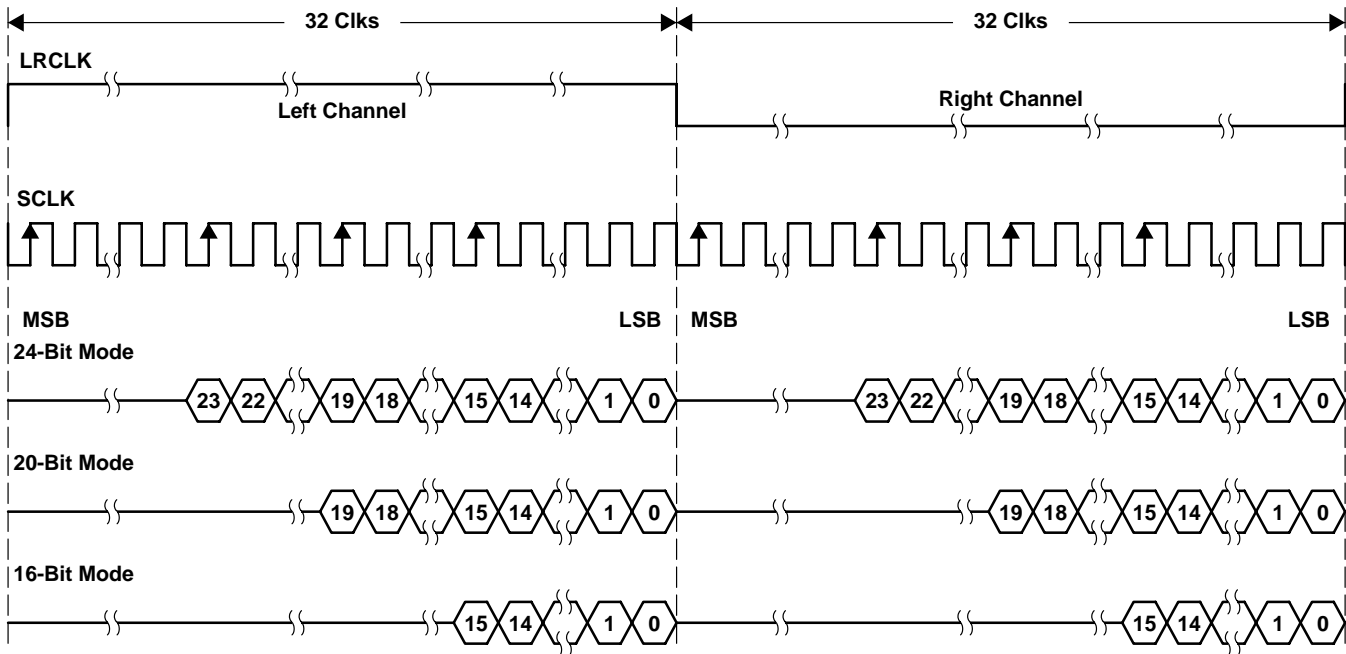 32 Clks 32 Clks
LRCLK
Left Channel Right Channel
SCLK
MSB LSB MSB LSB
24-Bit Mode
23 22 19 18 15 14 1 0 23 22 19 18 15 14 1 0
20-Bit Mode
19 18 15 14 1 0 19 18 15 14 1 0
16-Bit Mode
15 14 1 0 15 14 1 0